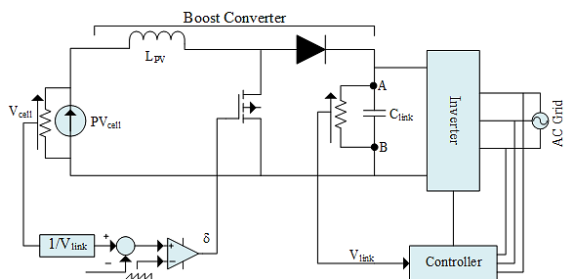 Boost Converter
L_PV
V_cell
PV_cell
A
C_link
B
Inverter
AC Grid
1/V_link
+
−
+
−
δ
V_link
Controller